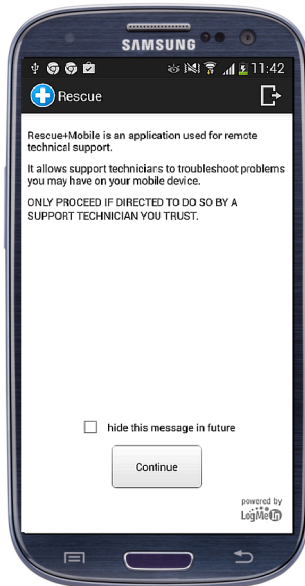 SAMSUNG
11:42
Rescue
Rescue+Mobile is an application used for remote
technical support.
It allows support technicians to troubleshoot problems
you may have on your mobile device.
ONLY PROCEED IF DIRECTED TO DO SO BY A
SUPPORT TECHNICIAN YOU TRUST.
hide this message in future
Continue
powered by
LogMeIn